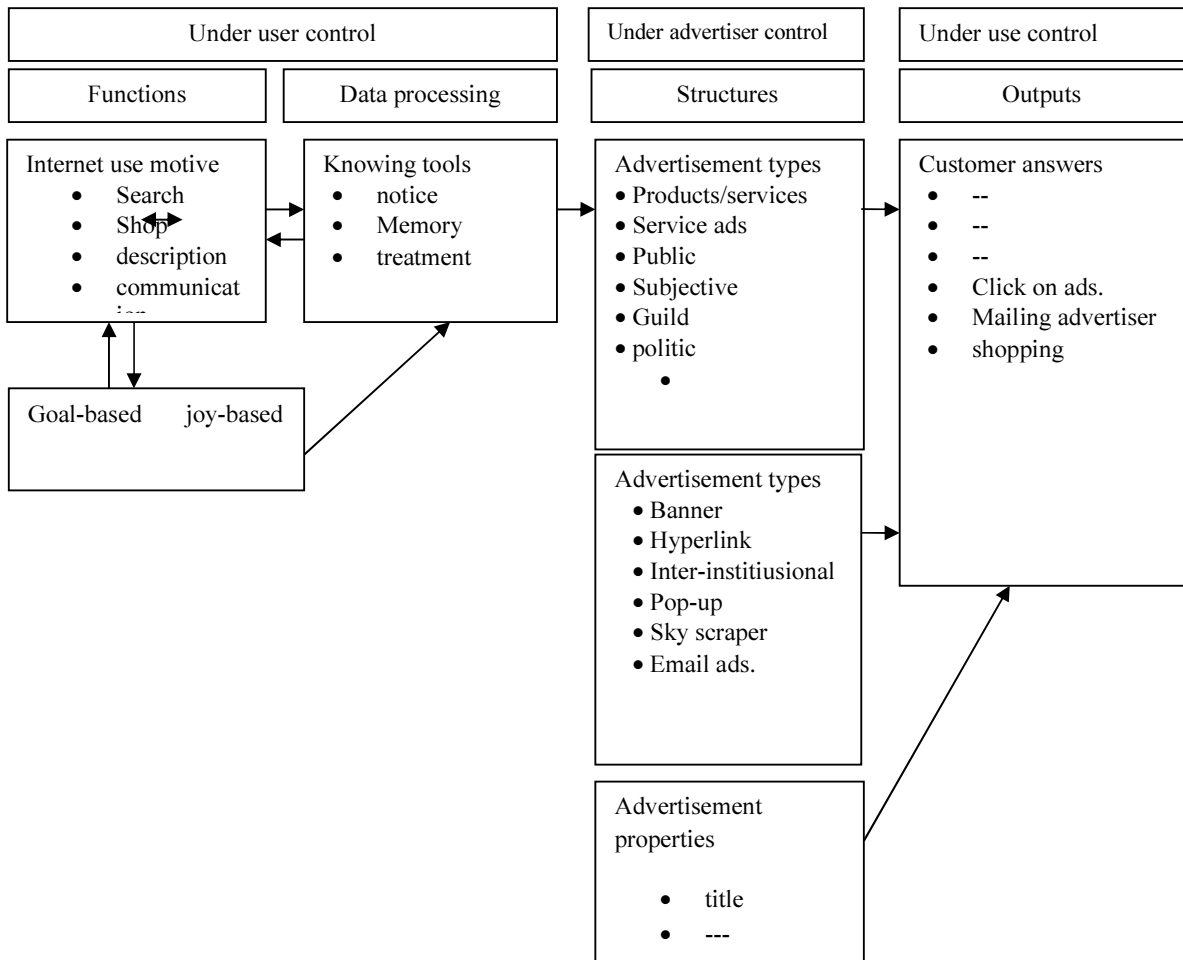 Under user control
Under advertiser control
Under use control
Functions
Data processing
Structures
Outputs
Internet use motive
• Search
• Shop
• description
• communicat
Knowing tools
• notice
• Memory
• treatment
Advertisement types
• Products/services
• Service ads
• Public
• Subjective
• Guild
• politic
•
Customer answers
• --
• --
• --
• Click on ads.
• Mailing advertiser
• shopping
Goal-based joy-based
Advertisement types
• Banner
• Hyperlink
• Inter-institiusional
• Pop-up
• Sky scraper
• Email ads.
Advertisement
properties
• title
• ---